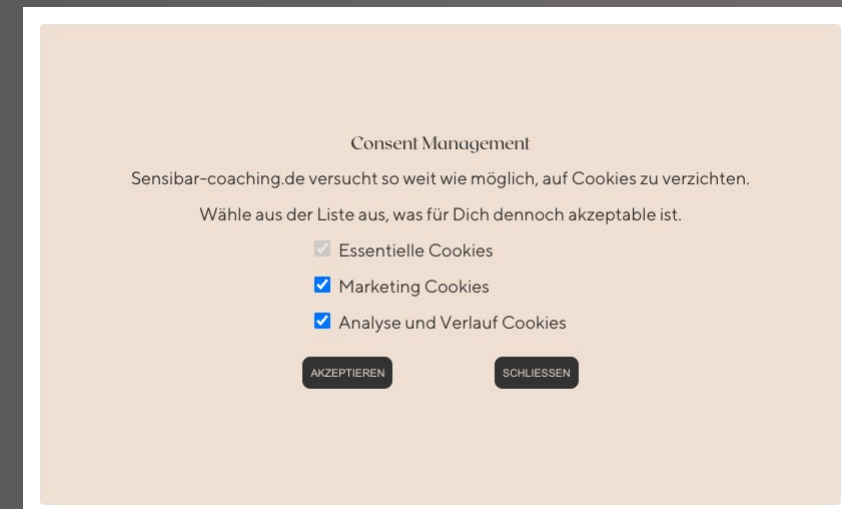 Consent Management
Sensibar-coaching.de versucht so weit wie möglich, auf Cookies zu verzichten.
Wähle aus der Liste aus, was für Dich dennoch akzeptable ist.
Essentielle Cookies
Marketing Cookies
Analyse und Verlauf Cookies
AKZEPTIEREN SCHLIESSEN